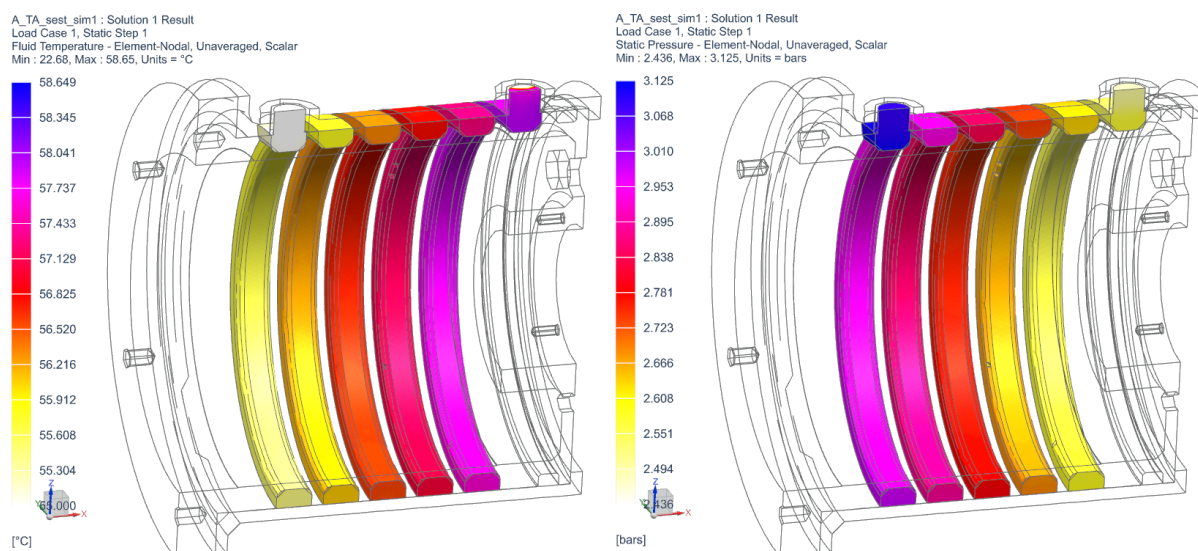 A_TA_sest_sim1 : Solution 1 Result
Load Case 1, Static Step 1
Fluid Temperature - Element-Nodal, Unaveraged, Scalar
Min : 22.68, Max : 58.65, Units = °C
58.649
58.345
58.041
57.737
57.433
57.129
56.825
56.520
56.216
55.912
55.608
55.304
55.000
Z
Y
X
[°C]
A_TA_sest_sim1 : Solution 1 Result
Load Case 1, Static Step 1
Static Pressure - Element-Nodal, Unaveraged, Scalar
Min : 2.436, Max : 3.125, Units = bars
3.125
3.068
3.010
2.953
2.895
2.838
2.781
2.723
2.666
2.608
2.551
2.494
2.436
Z
Y
X
[bars]